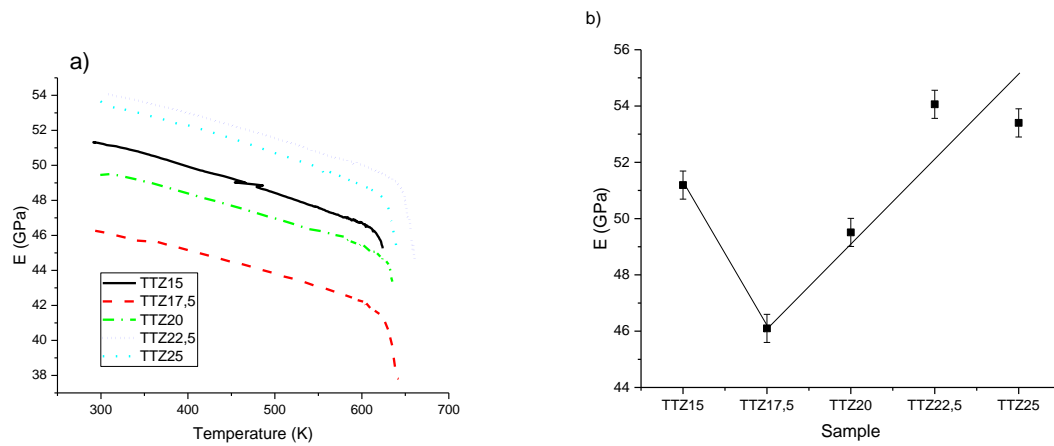 a)
E (GPa)
54
52
50
48
46
44
42
40
38
TTZ15
TTZ17,5
TTZ20
TTZ22,5
TTZ25
300
400
500
600
700
Temperature (K)
b)
E (GPa)
56
54
52
50
48
46
44
TTZ15
TTZ17,5
TTZ20
TTZ22,5
TTZ25
Sample